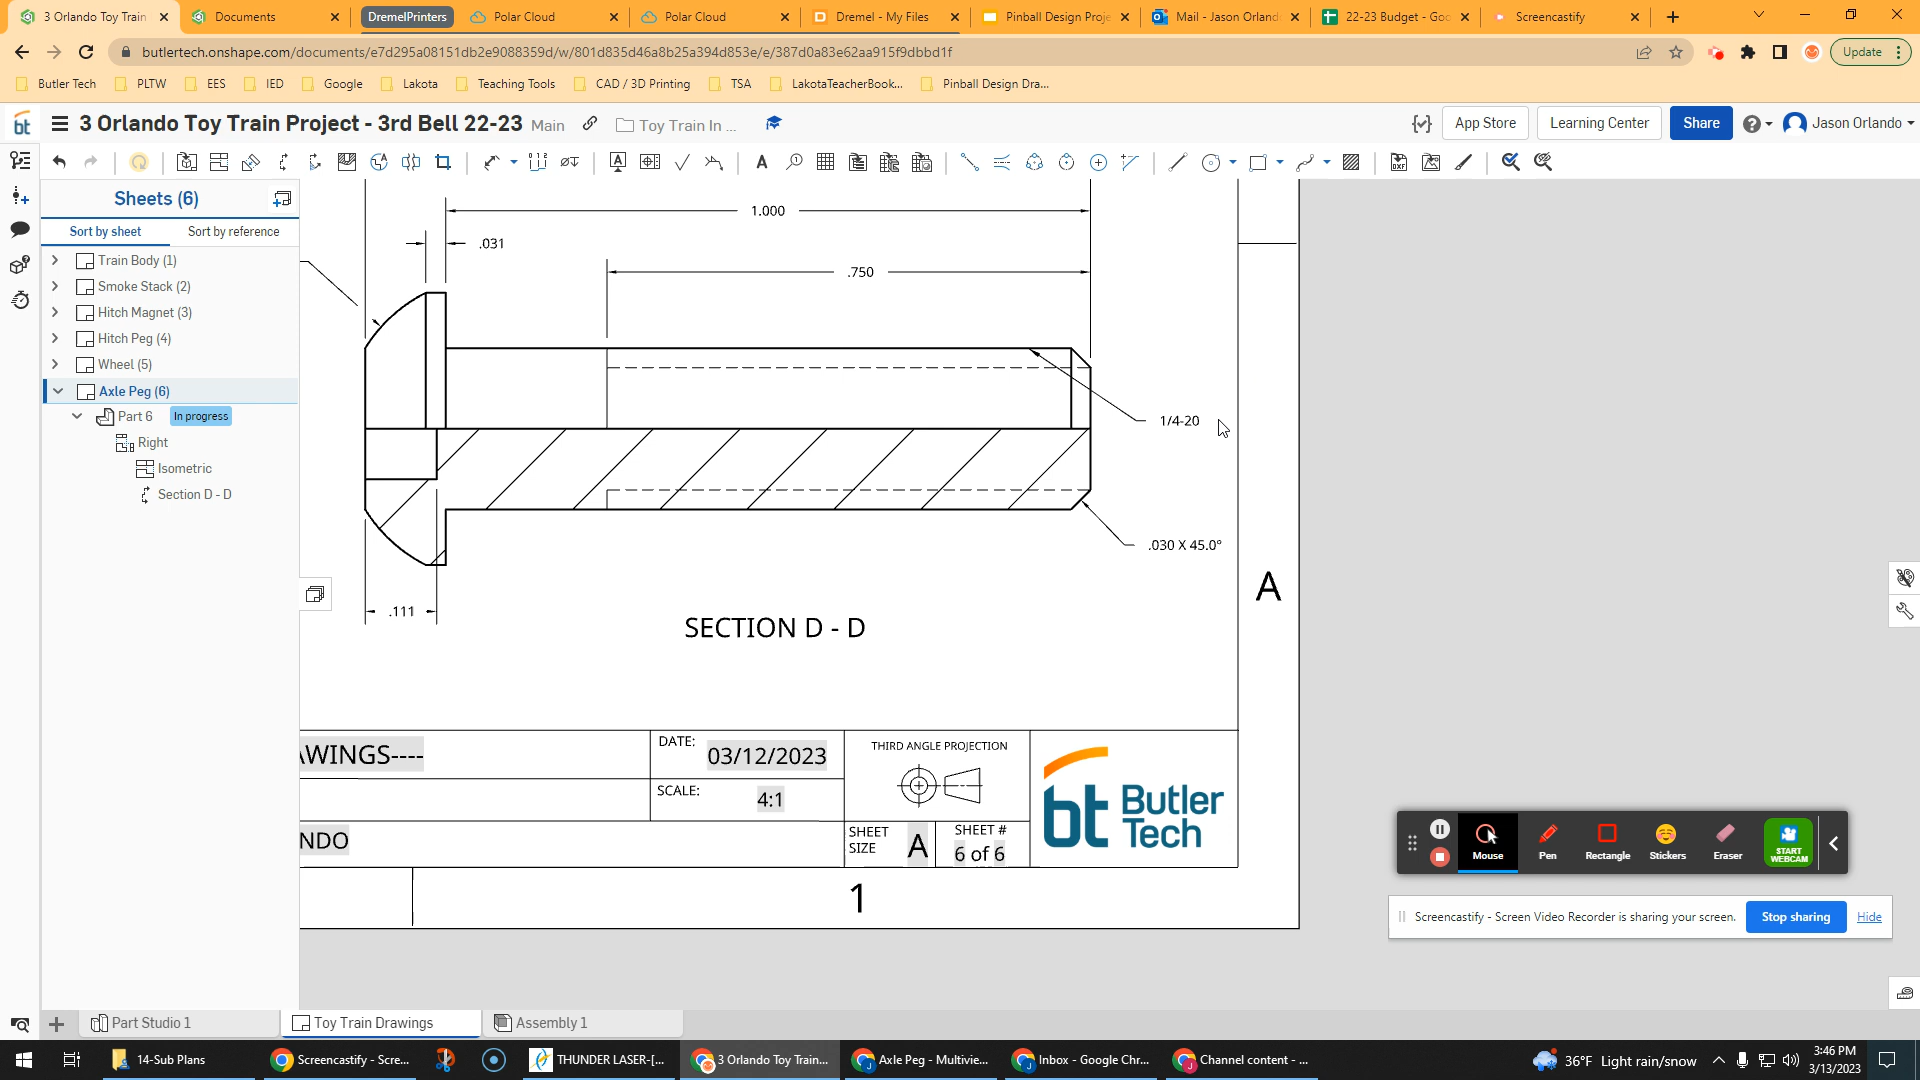 3 Orlando Toy Train
Documents
DremelPrinters
Polar Cloud
Polar Cloud
Dremel - My Files
Pinball Design Proje
Mail - Jason Orland
22-23 Budget - Goo
Screencastify
butlertech.onshape.com/documents/e7d295a08151db2e9088359d/w/801d835d46a8b25a394d853e/e/387d0a83e62aa915f9dbbd1f
Update
Butler Tech
PLTW
EES
IED
Google
Lakota
Teaching Tools
CAD / 3D Printing
TSA
LakotaTeacherBook...
Pinball Design Dra...
bt
3 Orlando Toy Train Project - 3rd Bell 22-23
Main
Toy Train In ...
App Store
Learning Center
Share
Jason Orlando
Sheets (6)
Sort by sheet
Sort by reference
Train Body (1)
Smoke Stack (2)
Hitch Magnet (3)
Hitch Peg (4)
Wheel (5)
Axle Peg (6)
Part 6
In progress
Right
Isometric
Section D - D
1.000
.031
.750
1/4-20
.030 X 45.0°
.111
SECTION D - D
A
AWINGS----
DATE:
03/12/2023
SCALE:
4:1
THIRD ANGLE PROJECTION
NDO
SHEET SIZE
A
SHEET #
6 of 6
bt Butler Tech
1
Mouse
Pen
Rectangle
Stickers
Eraser
START WEBCAM
Screencastify - Screen Video Recorder is sharing your screen.
Stop sharing
Hide
Part Studio 1
Toy Train Drawings
Assembly 1
14-Sub Plans
Screencastify - Scre...
THUNDER LASER-[...
3 Orlando Toy Train...
Axle Peg - Multivie...
Inbox - Google Chr...
Channel content - ...
36°F Light rain/snow
3:46 PM
3/13/2023